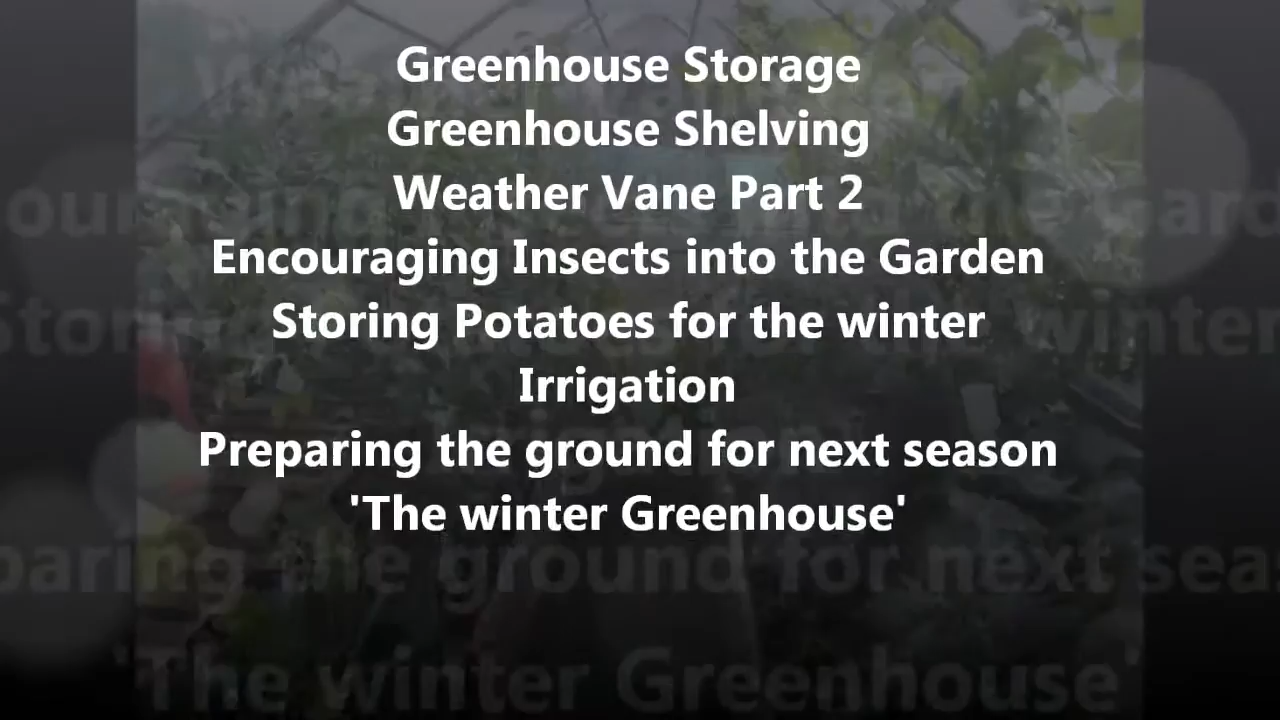 Greenhouse Storage
Greenhouse Shelving
Weather Vane Part 2
Encouraging Insects into the Garden
Storing Potatoes for the winter
Irrigation
Preparing the ground for next season
'The winter Greenhouse'